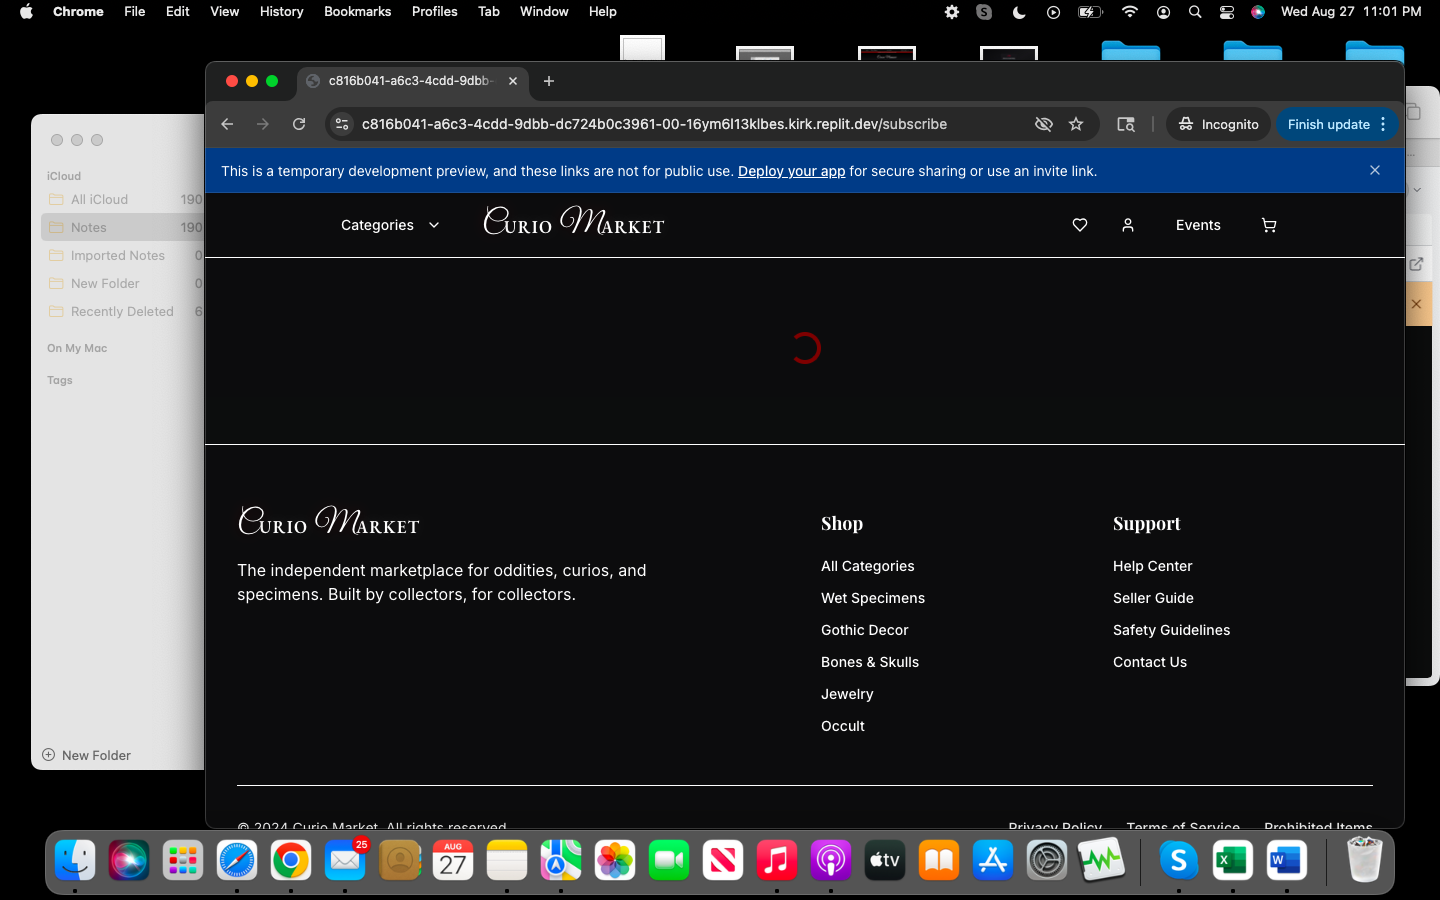 Chrome File Edit View History Bookmarks Profiles Tab Window Help
Wed Aug 27 11:01 PM
c816b041-a6c3-4cdd-9dbb-
c816b041-a6c3-4cdd-9dbb-dc724b0c3961-00-16ym6l13klbes.kirk.replit.dev/subscribe
Incognito
Finish update
This is a temporary development preview, and these links are not for public use. Deploy your app for secure sharing or use an invite link.
Categories
Curio Market
Events
iCloud
All iCloud 190
Notes 190
Imported Notes 0
New Folder 0
Recently Deleted 6
On My Mac
Tags
New Folder
Curio Market
The independent marketplace for oddities, curios, and
specimens. Built by collectors, for collectors.
Shop
All Categories
Wet Specimens
Gothic Decor
Bones & Skulls
Jewelry
Occult
Support
Help Center
Seller Guide
Safety Guidelines
Contact Us
© 2024 Curio Market. All rights reserved.
Privacy Policy Terms of Service Prohibited Items
25
AUG
27
tv
S
X
W